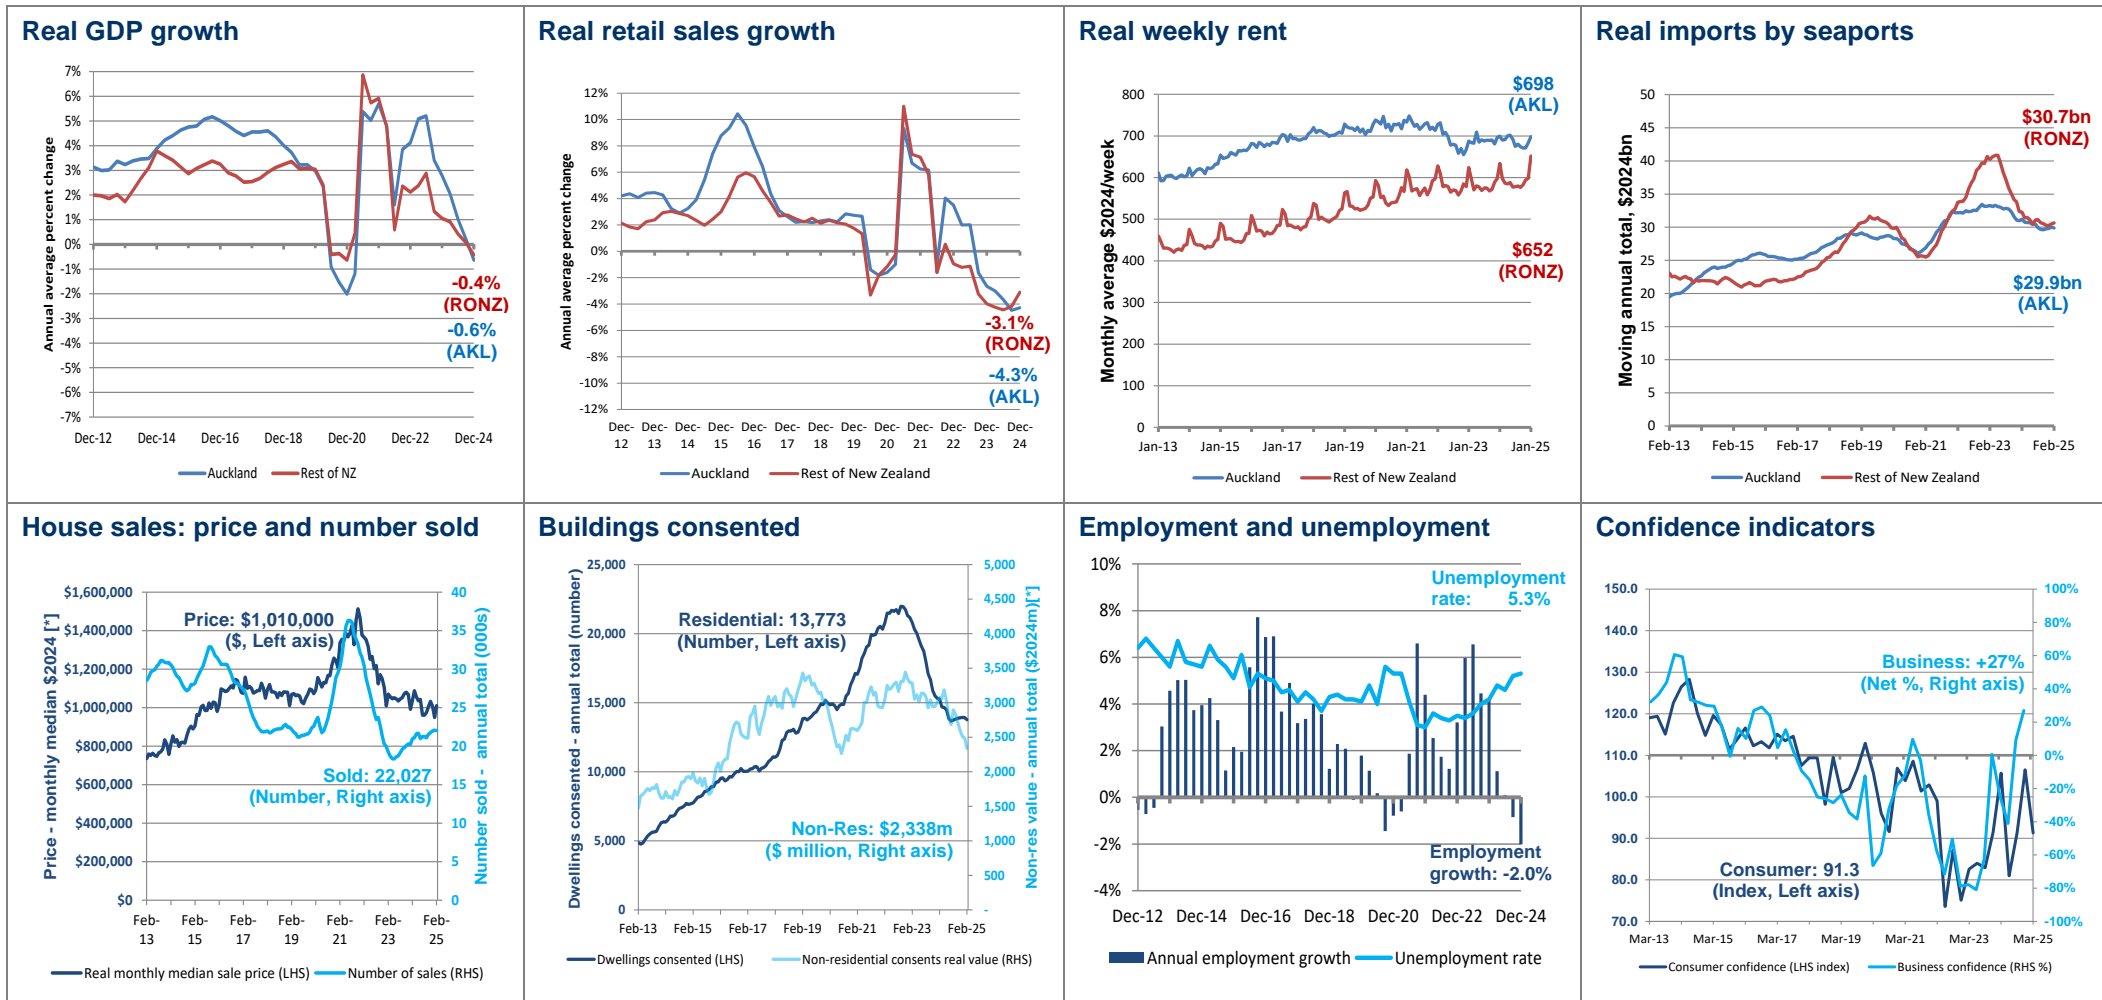 Real GDP growth
Annual average percent change
7%
6%
5%
4%
3%
2%
1%
0%
-1%
-2%
-3%
-4%
-5%
-6%
-7%
-0.4%
(RONZ)
-0.6%
(AKL)
Dec-12 Dec-14 Dec-16 Dec-18 Dec-20 Dec-22 Dec-24
Auckland Rest of NZ
Real retail sales growth
Annual average percent change
12%
10%
8%
6%
4%
2%
0%
-2%
-4%
-6%
-8%
-10%
-12%
-3.1%
(RONZ)
-4.3%
(AKL)
Dec- Dec- Dec- Dec- Dec- Dec- Dec- Dec- Dec- Dec- Dec- Dec- Dec-
12 13 14 15 16 17 18 19 20 21 22 23 24
Auckland Rest of New Zealand
Real weekly rent
Monthly average $2024/week
800
700
600
500
400
300
200
100
0
$698
(AKL)
$652
(RONZ)
Jan-13 Jan-15 Jan-17 Jan-19 Jan-21 Jan-23 Jan-25
Auckland Rest of New Zealand
Real imports by seaports
Moving annual total, $2024bn
50
45
40
35
30
25
20
15
10
5
0
$30.7bn
(RONZ)
$29.9bn
(AKL)
Feb-13 Feb-15 Feb-17 Feb-19 Feb-21 Feb-23 Feb-25
Auckland Rest of New Zealand
House sales: price and number sold
Price - monthly median $2024 [*]
$1,600,000
$1,400,000
$1,200,000
$1,000,000
$800,000
$600,000
$400,000
$200,000
$0
Price: $1,010,000
($, Left axis)
Sold: 22,027
(Number, Right axis)
40
35
30
25
20
15
10
5
0
Number sold - annual total (000s)
Feb- Feb- Feb- Feb- Feb- Feb- Feb-
13 15 17 19 21 23 25
Real monthly median sale price (LHS) Number of sales (RHS)
Buildings consented
Dwellings consented - annual total (number)
25,000
20,000
15,000
10,000
5,000
0
Residential: 13,773
(Number, Left axis)
Non-Res: $2,338m
($ million, Right axis)
5,000
4,500
4,000
3,500
3,000
2,500
2,000
1,500
1,000
500
-
Non-res value - annual total ($2024m)[*]
Feb-13 Feb-15 Feb-17 Feb-19 Feb-21 Feb-23 Feb-25
Dwellings consented (LHS) Non-residential consents real value (RHS)
Employment and unemployment
10%
8%
6%
4%
2%
0%
-2%
-4%
Unemployment
rate: 5.3%
Employment
growth: -2.0%
Dec-12 Dec-14 Dec-16 Dec-18 Dec-20 Dec-22 Dec-24
Annual employment growth Unemployment rate
Confidence indicators
150.0
140.0
130.0
120.0
110.0
100.0
90.0
80.0
70.0
Business: +27%
(Net %, Right axis)
Consumer: 91.3
(Index, Left axis)
100%
80%
60%
40%
20%
0%
-20%
-40%
-60%
-80%
-100%
Mar-13 Mar-15 Mar-17 Mar-19 Mar-21 Mar-23 Mar-25
Consumer confidence (LHS index) Business confidence (RHS %)